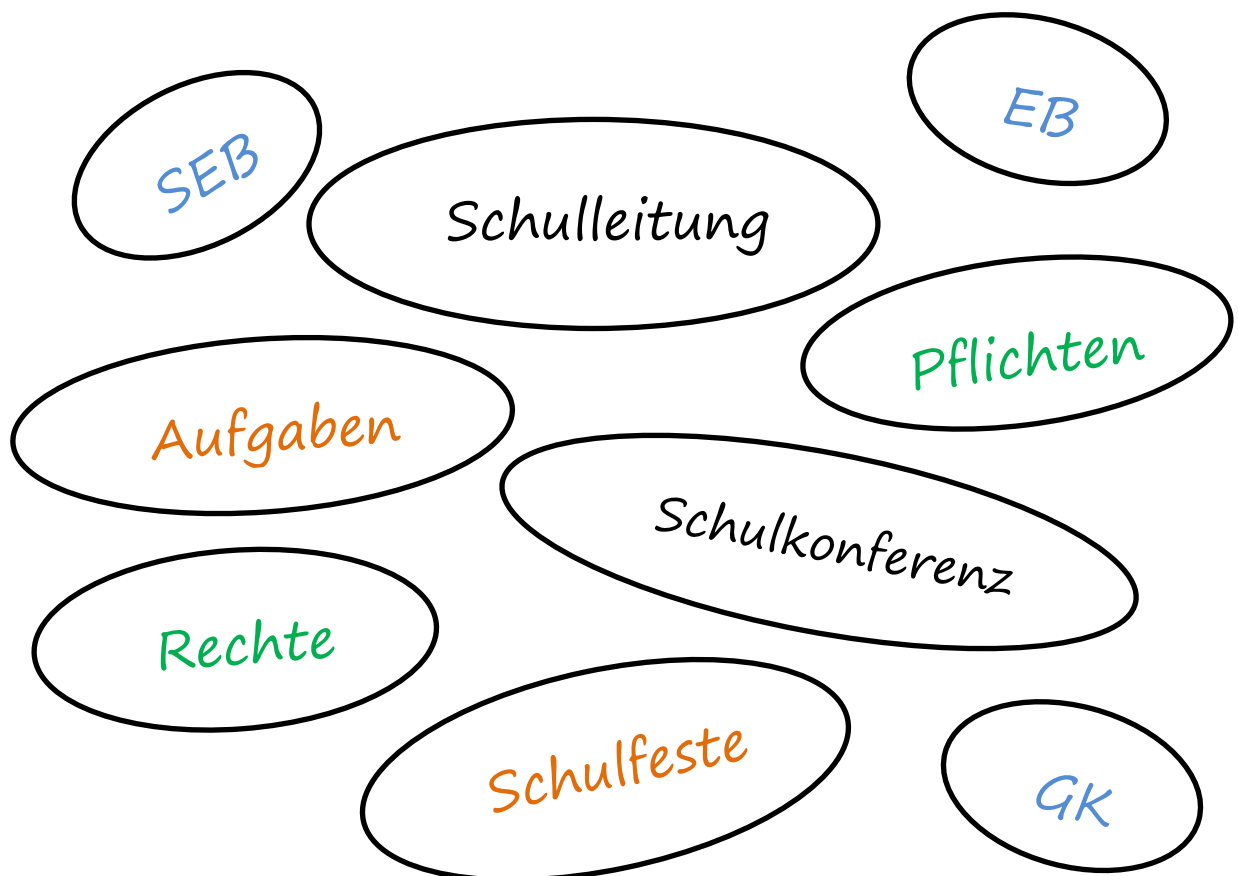 EB
SEB
Schulleitung
Pflichten
Aufgaben
Schulkonferenz
Rechte
Schulfeste
GK